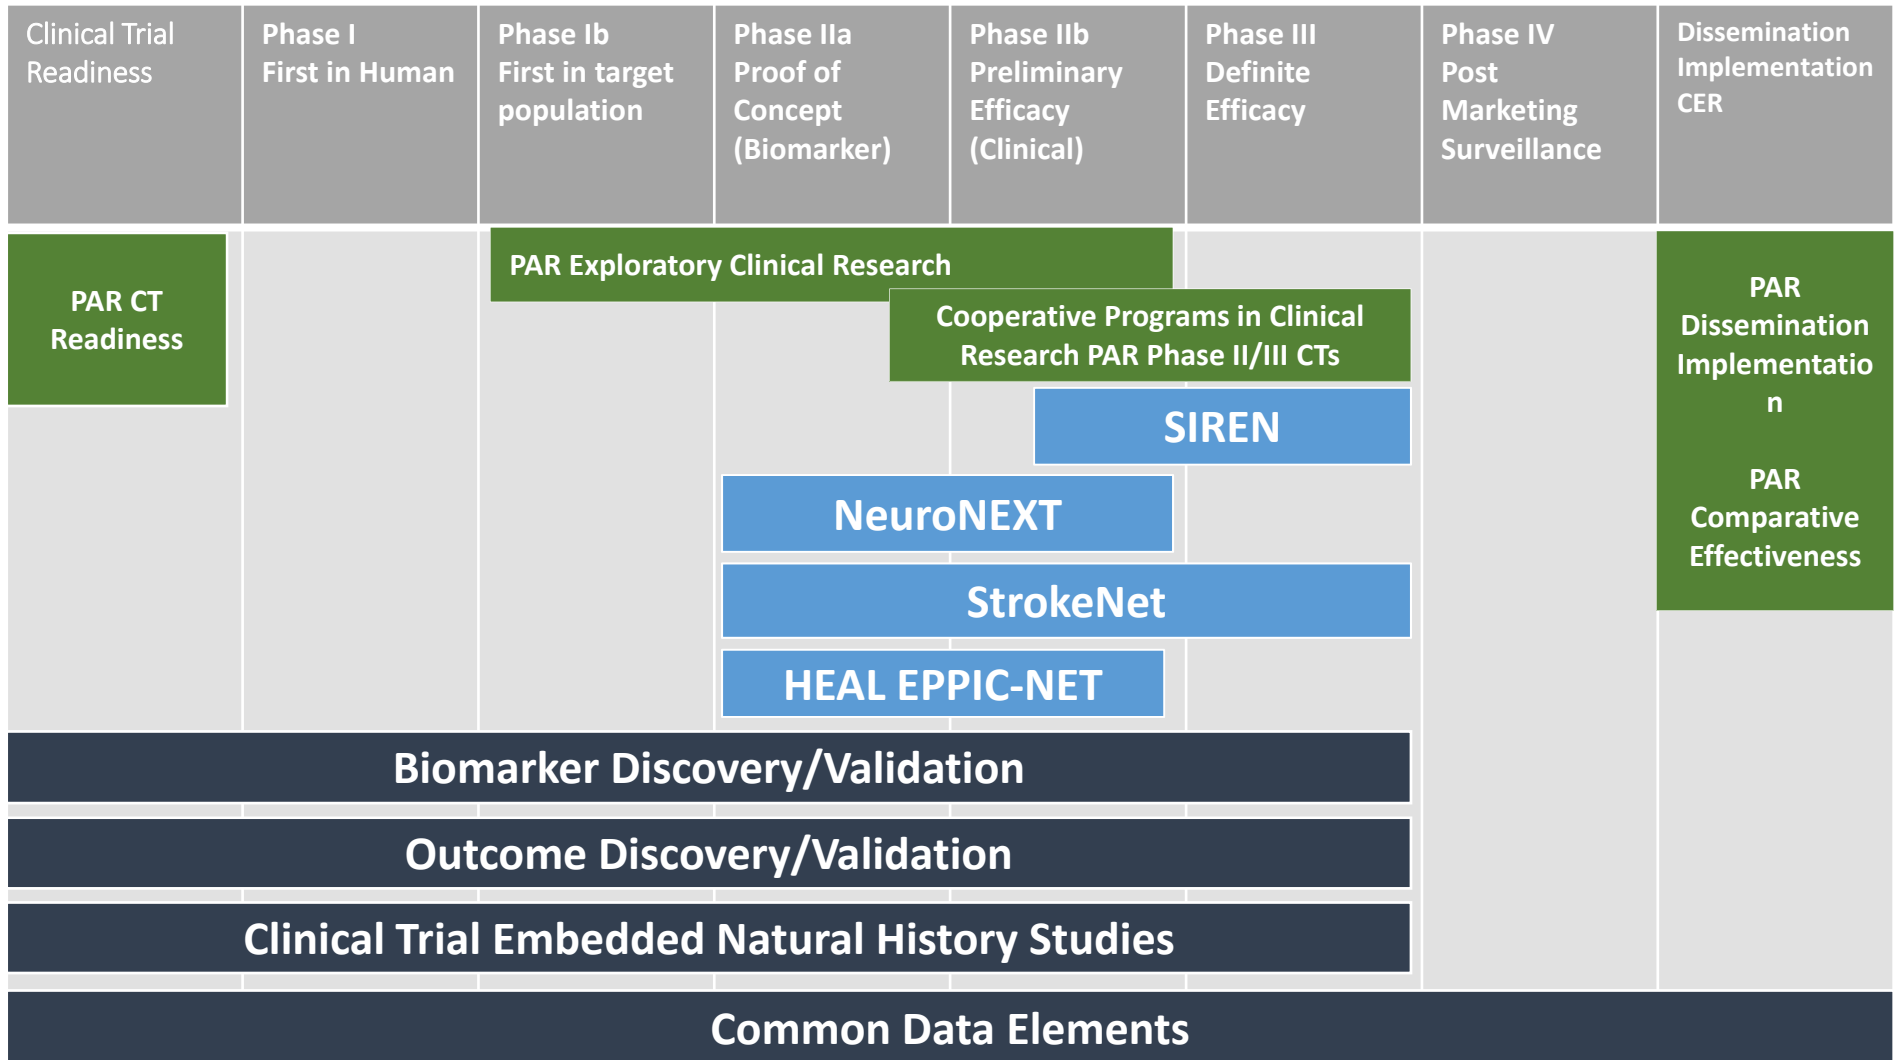 Clinical Trial
Readiness
Phase I
First in Human
Phase Ib
First in target
population
Phase IIa
Proof of
Concept
(Biomarker)
Phase IIb
Preliminary
Efficacy
(Clinical)
Phase III
Definite
Efficacy
Phase IV
Post
Marketing
Surveillance
Dissemination
Implementation
CER
PAR CT
Readiness
PAR Exploratory Clinical Research
Cooperative Programs in Clinical
Research PAR Phase II/III CTs
PAR
Dissemination
Implementatio
n
PAR
Comparative
Effectiveness
SIREN
NeuroNEXT
StrokeNet
HEAL EPPIC-NET
Biomarker Discovery/Validation
Outcome Discovery/Validation
Clinical Trial Embedded Natural History Studies
Common Data Elements